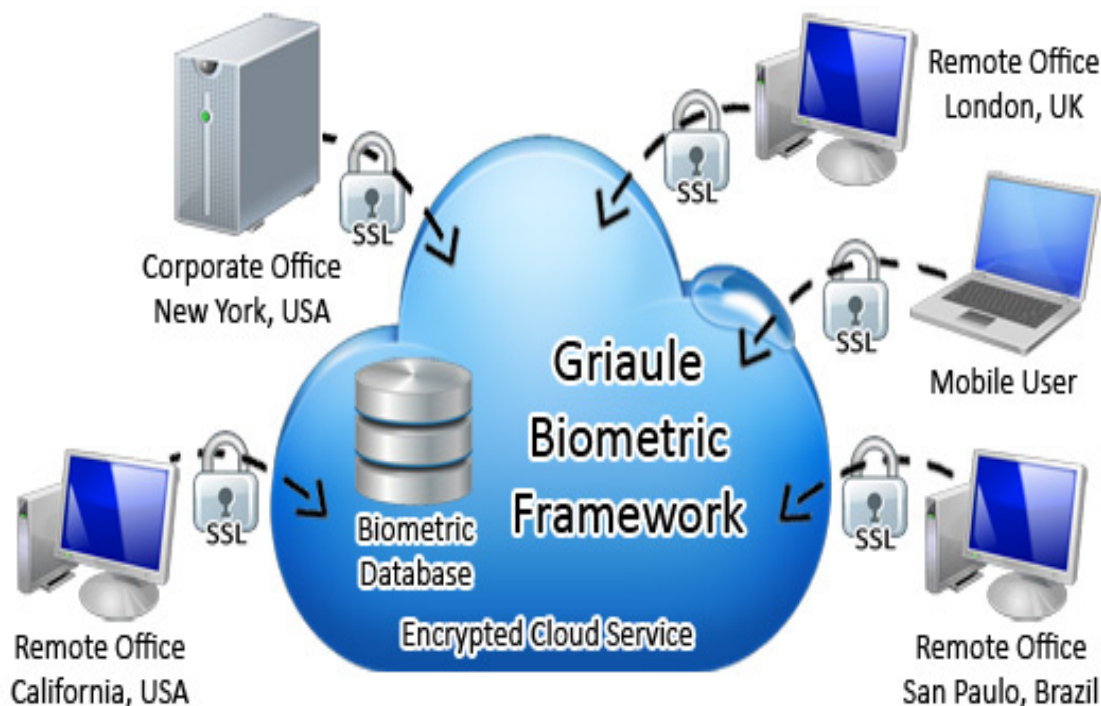 Remote Office
London, UK
SSL
SSL
Corporate Office
New York, USA
SSL
Mobile User
Griaule
Biometric
Framework
Biometric
Database
SSL
SSL
Encrypted Cloud Service
Remote Office
California, USA
Remote Office
San Paulo, Brazil